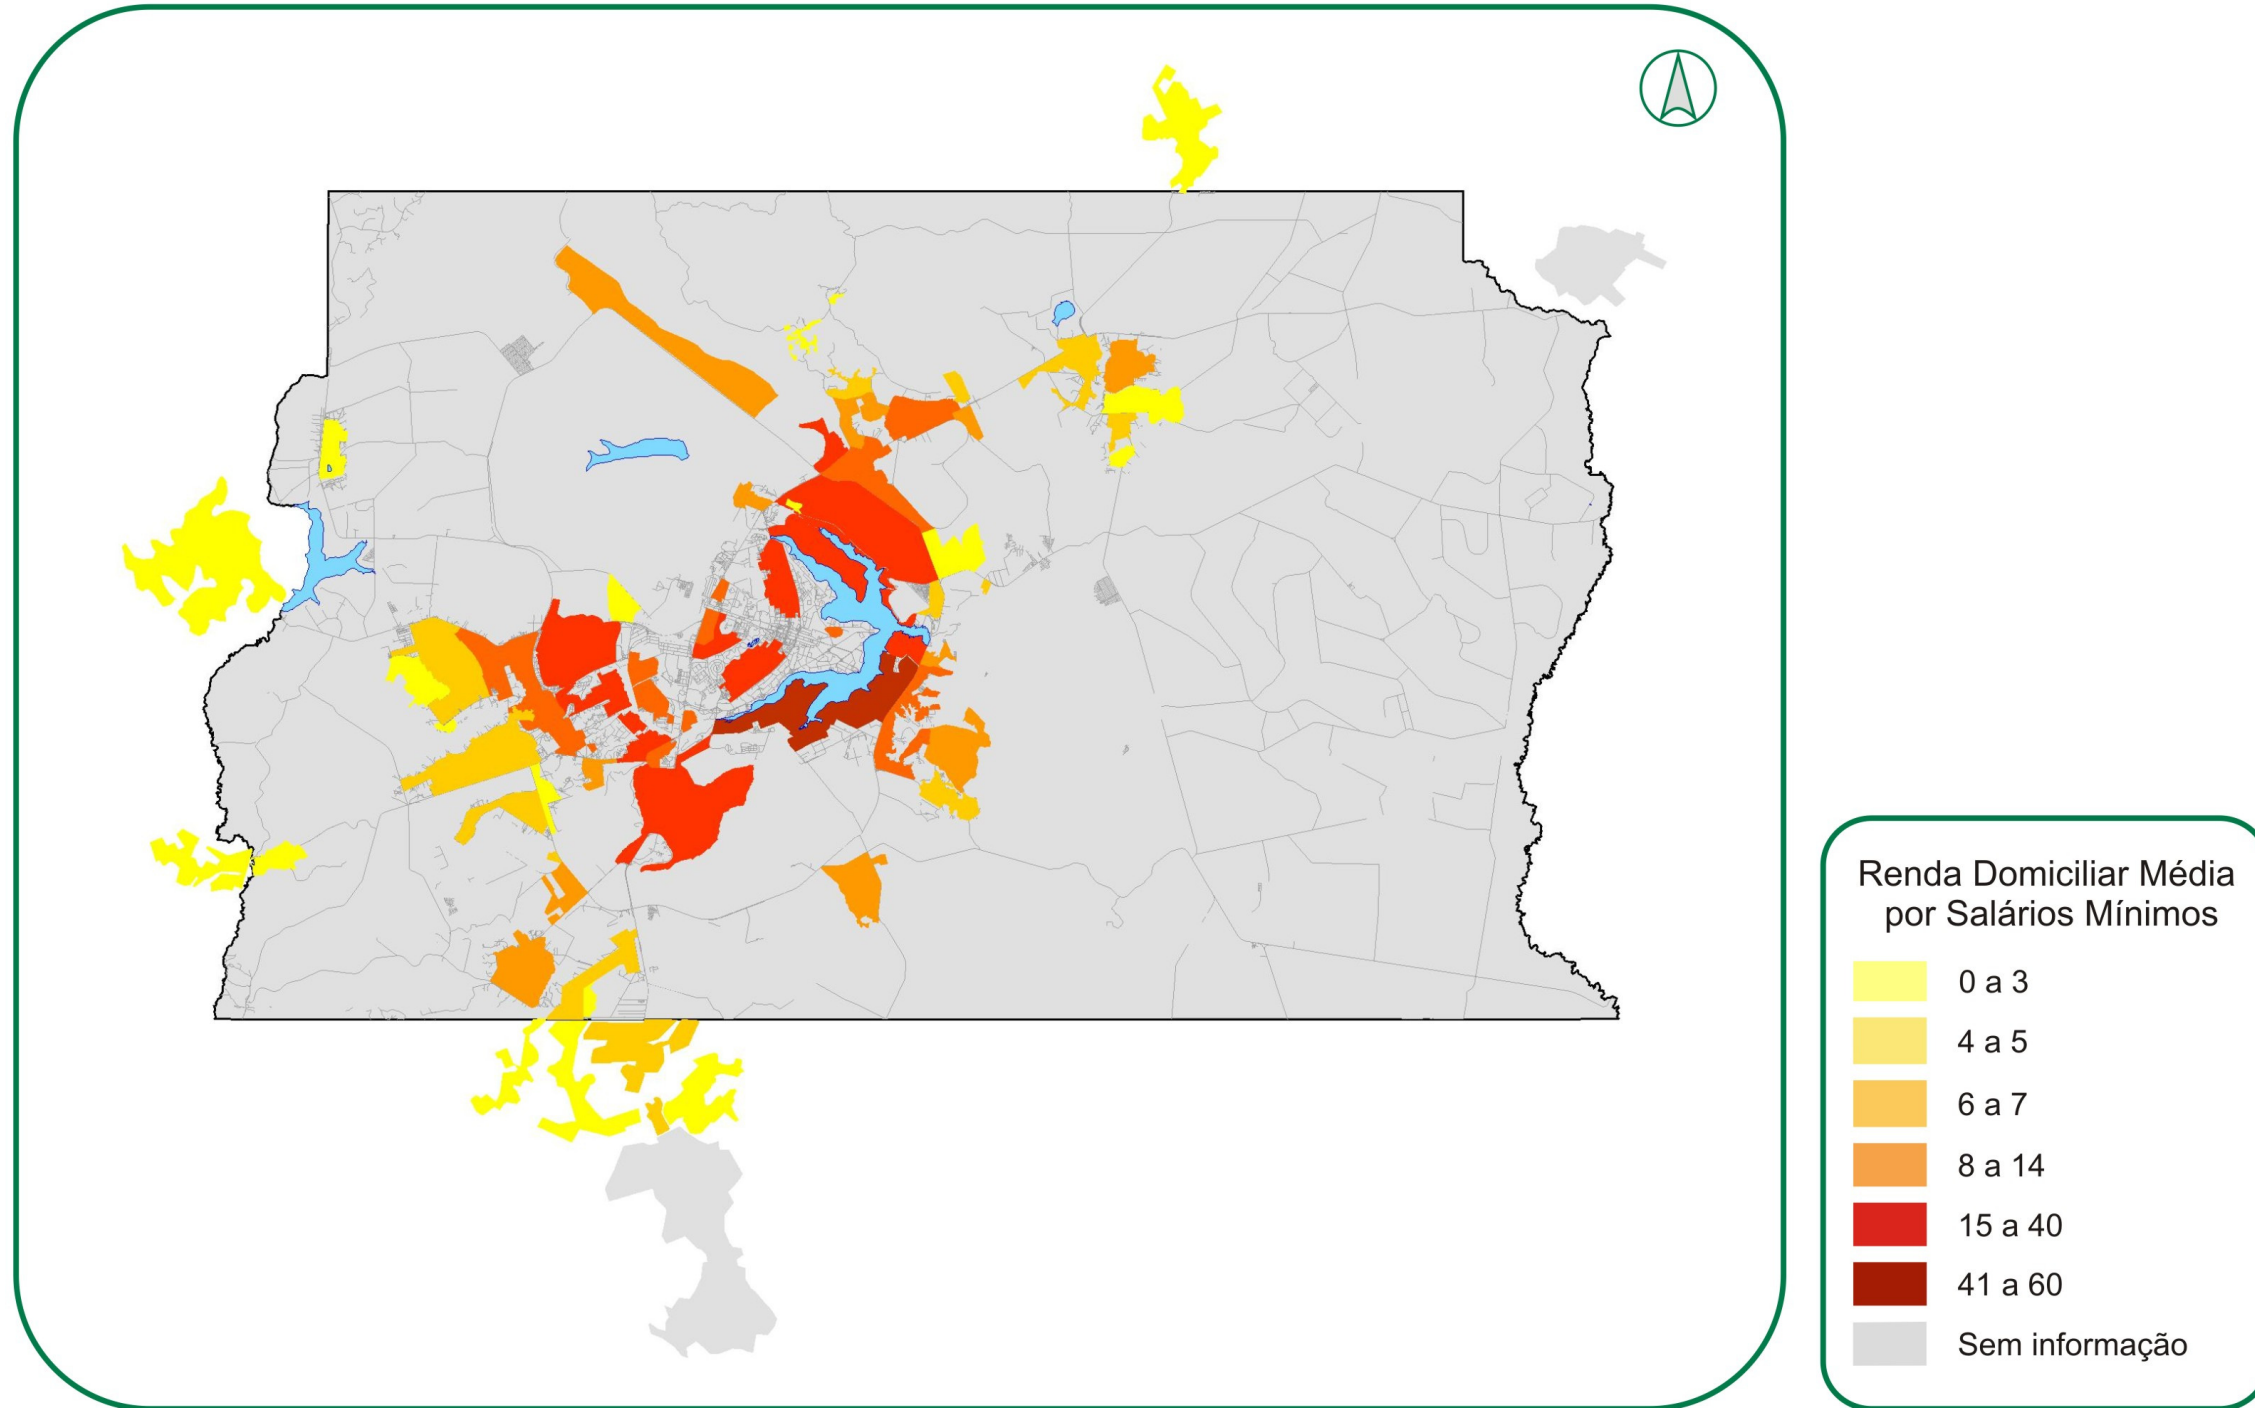 Renda Domiciliar Média
por Salários Mínimos
0 a 3
4 a 5
6 a 7
8 a 14
15 a 40
41 a 60
Sem informação